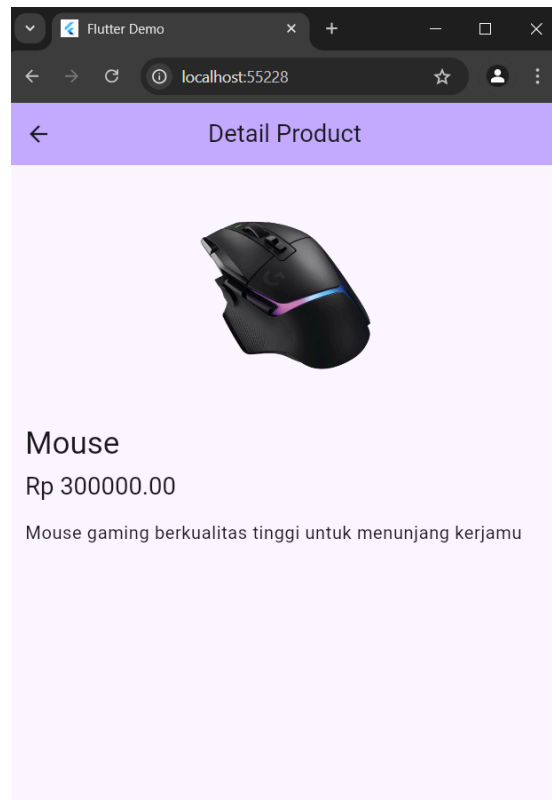 Flutter Demo
localhost:55228
Detail Product
Mouse
Rp 300000.00
Mouse gaming berkualitas tinggi untuk menunjang kerjamu